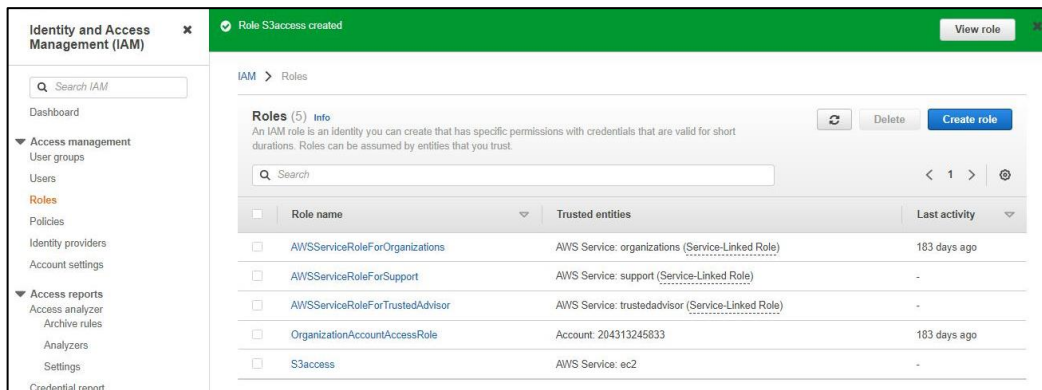 Identity and Access
Management (IAM)
Search IAM
Dashboard
Access management
User groups
Users
Roles
Policies
Identity providers
Account settings
Access reports
Access analyzer
Archive rules
Analyzers
Settings
Credential report
Role S3access created
View role
IAM > Roles
Roles (5) Info
An IAM role is an identity you can create that has specific permissions with credentials that are valid for short
durations. Roles can be assumed by entities that you trust.
Delete
Create role
Search
< 1 >
Role name Trusted entities Last activity
AWSServiceRoleForOrganizations AWS Service: organizations (Service-Linked Role) 183 days ago
AWSServiceRoleForSupport AWS Service: support (Service-Linked Role) -
AWSServiceRoleForTrustedAdvisor AWS Service: trustedadvisor (Service-Linked Role) -
OrganizationAccountAccessRole Account: 204313245833 183 days ago
S3access AWS Service: ec2 -